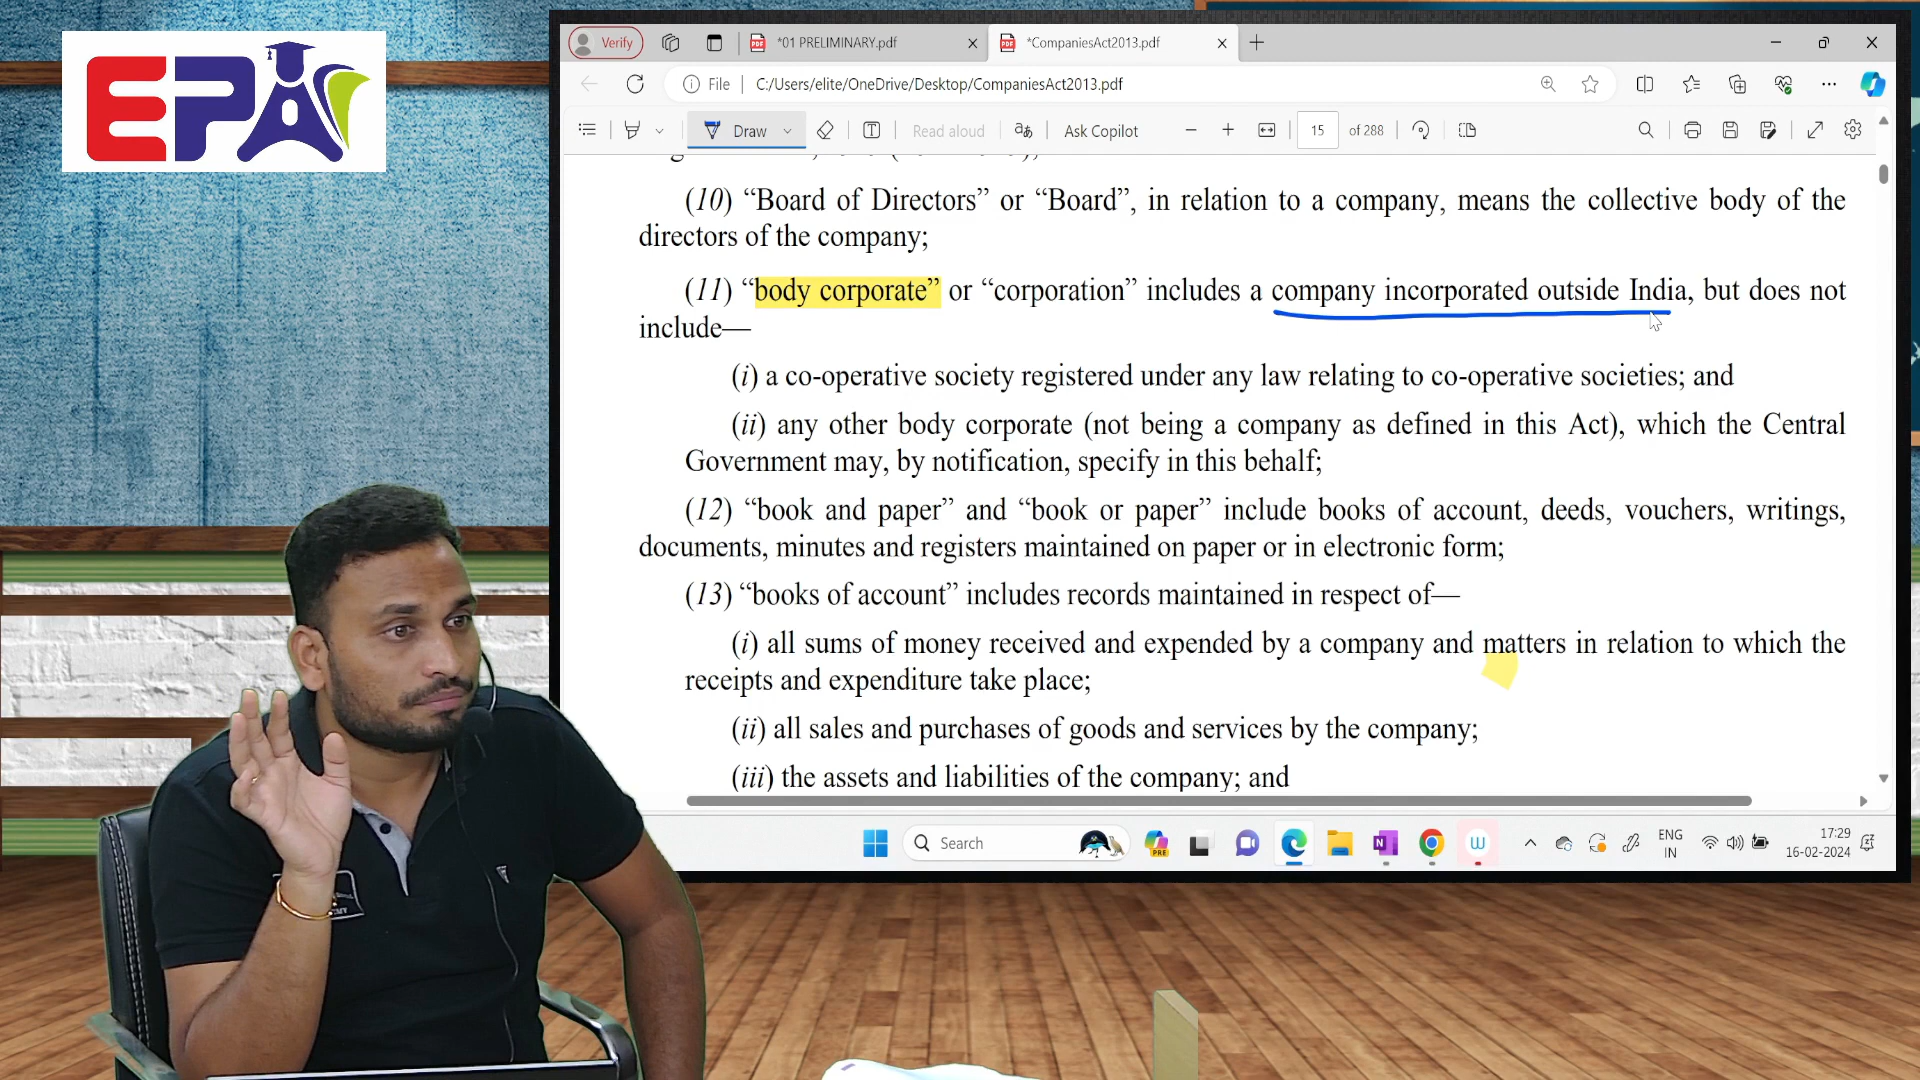 EPA
Verify
*01 PRELIMINARY.pdf
*CompaniesAct2013.pdf
File
C:/Users/elite/OneDrive/Desktop/CompaniesAct2013.pdf
Draw
Read aloud
Ask Copilot
15
of 288
(10) “Board of Directors” or “Board”, in relation to a company, means the collective body of the
directors of the company;
(11) “body corporate” or “corporation” includes a company incorporated outside India, but does not
include—
(i) a co-operative society registered under any law relating to co-operative societies; and
(ii) any other body corporate (not being a company as defined in this Act), which the Central
Government may, by notification, specify in this behalf;
(12) “book and paper” and “book or paper” include books of account, deeds, vouchers, writings,
documents, minutes and registers maintained on paper or in electronic form;
(13) “books of account” includes records maintained in respect of—
(i) all sums of money received and expended by a company and matters in relation to which the
receipts and expenditure take place;
(ii) all sales and purchases of goods and services by the company;
(iii) the assets and liabilities of the company; and
Search
PRE
ENG
IN
17:29
16-02-2024